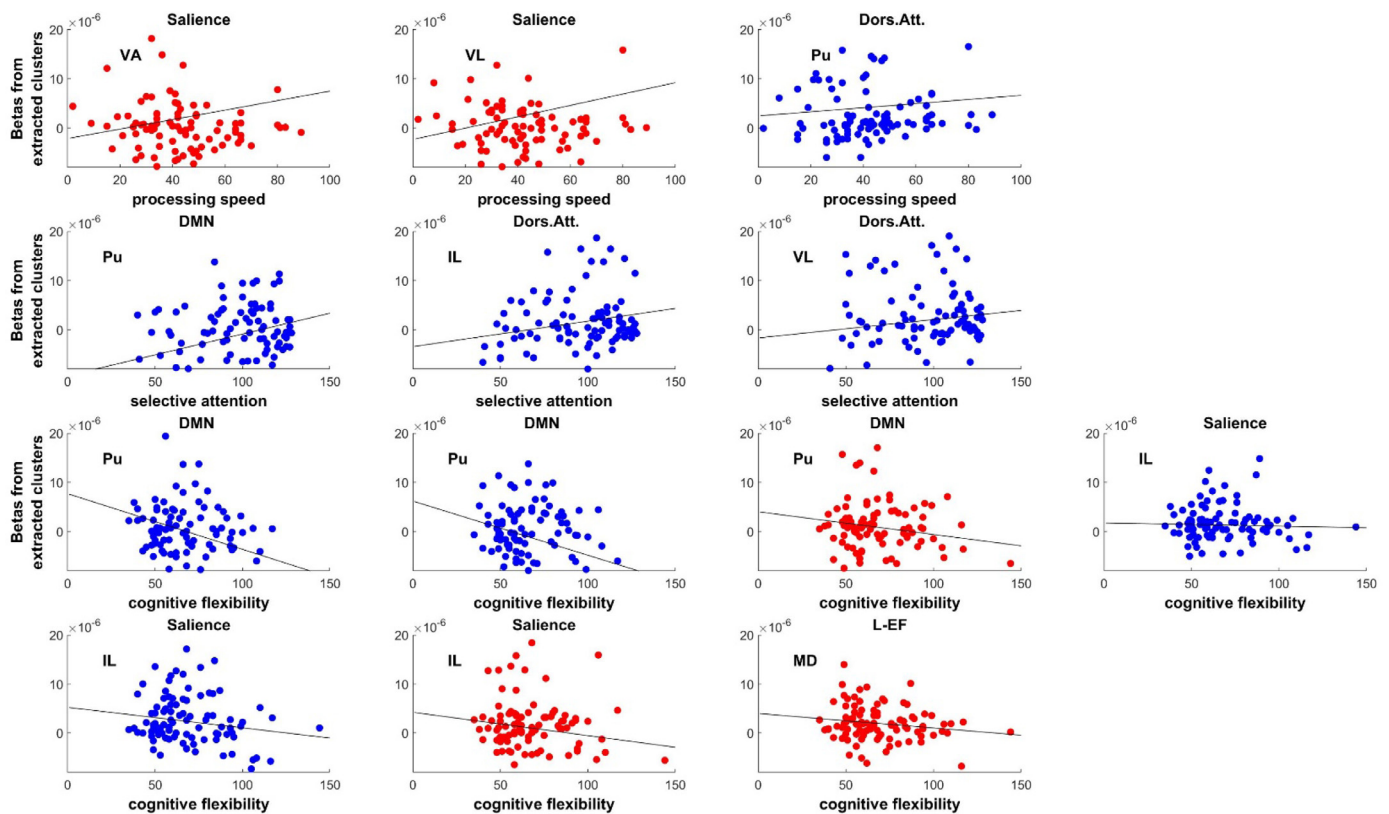 Salience
×10⁻⁶
20
10
0
VA
Betas from
extracted clusters
0 20 40 60 80 100
processing speed
Salience
×10⁻⁶
20
10
0
VL
0 20 40 60 80 100
processing speed
Dors.Att.
×10⁻⁶
20
10
0
Pu
0 20 40 60 80 100
processing speed
DMN
×10⁻⁶
20
10
0
Pu
Betas from
extracted clusters
0 50 100 150
selective attention
Dors.Att.
×10⁻⁶
20
10
0
IL
0 50 100 150
selective attention
Dors.Att.
×10⁻⁶
20
10
0
VL
0 50 100 150
selective attention
DMN
×10⁻⁶
20
10
0
Pu
Betas from
extracted clusters
0 50 100 150
cognitive flexibility
DMN
×10⁻⁶
20
10
0
Pu
0 50 100 150
cognitive flexibility
DMN
×10⁻⁶
20
10
0
Pu
0 50 100 150
cognitive flexibility
Salience
×10⁻⁶
20
10
0
IL
0 50 100 150
cognitive flexibility
Salience
×10⁻⁶
20
10
0
IL
0 50 100 150
cognitive flexibility
Salience
×10⁻⁶
20
10
0
IL
0 50 100 150
cognitive flexibility
L-EF
×10⁻⁶
20
10
0
MD
0 50 100 150
cognitive flexibility